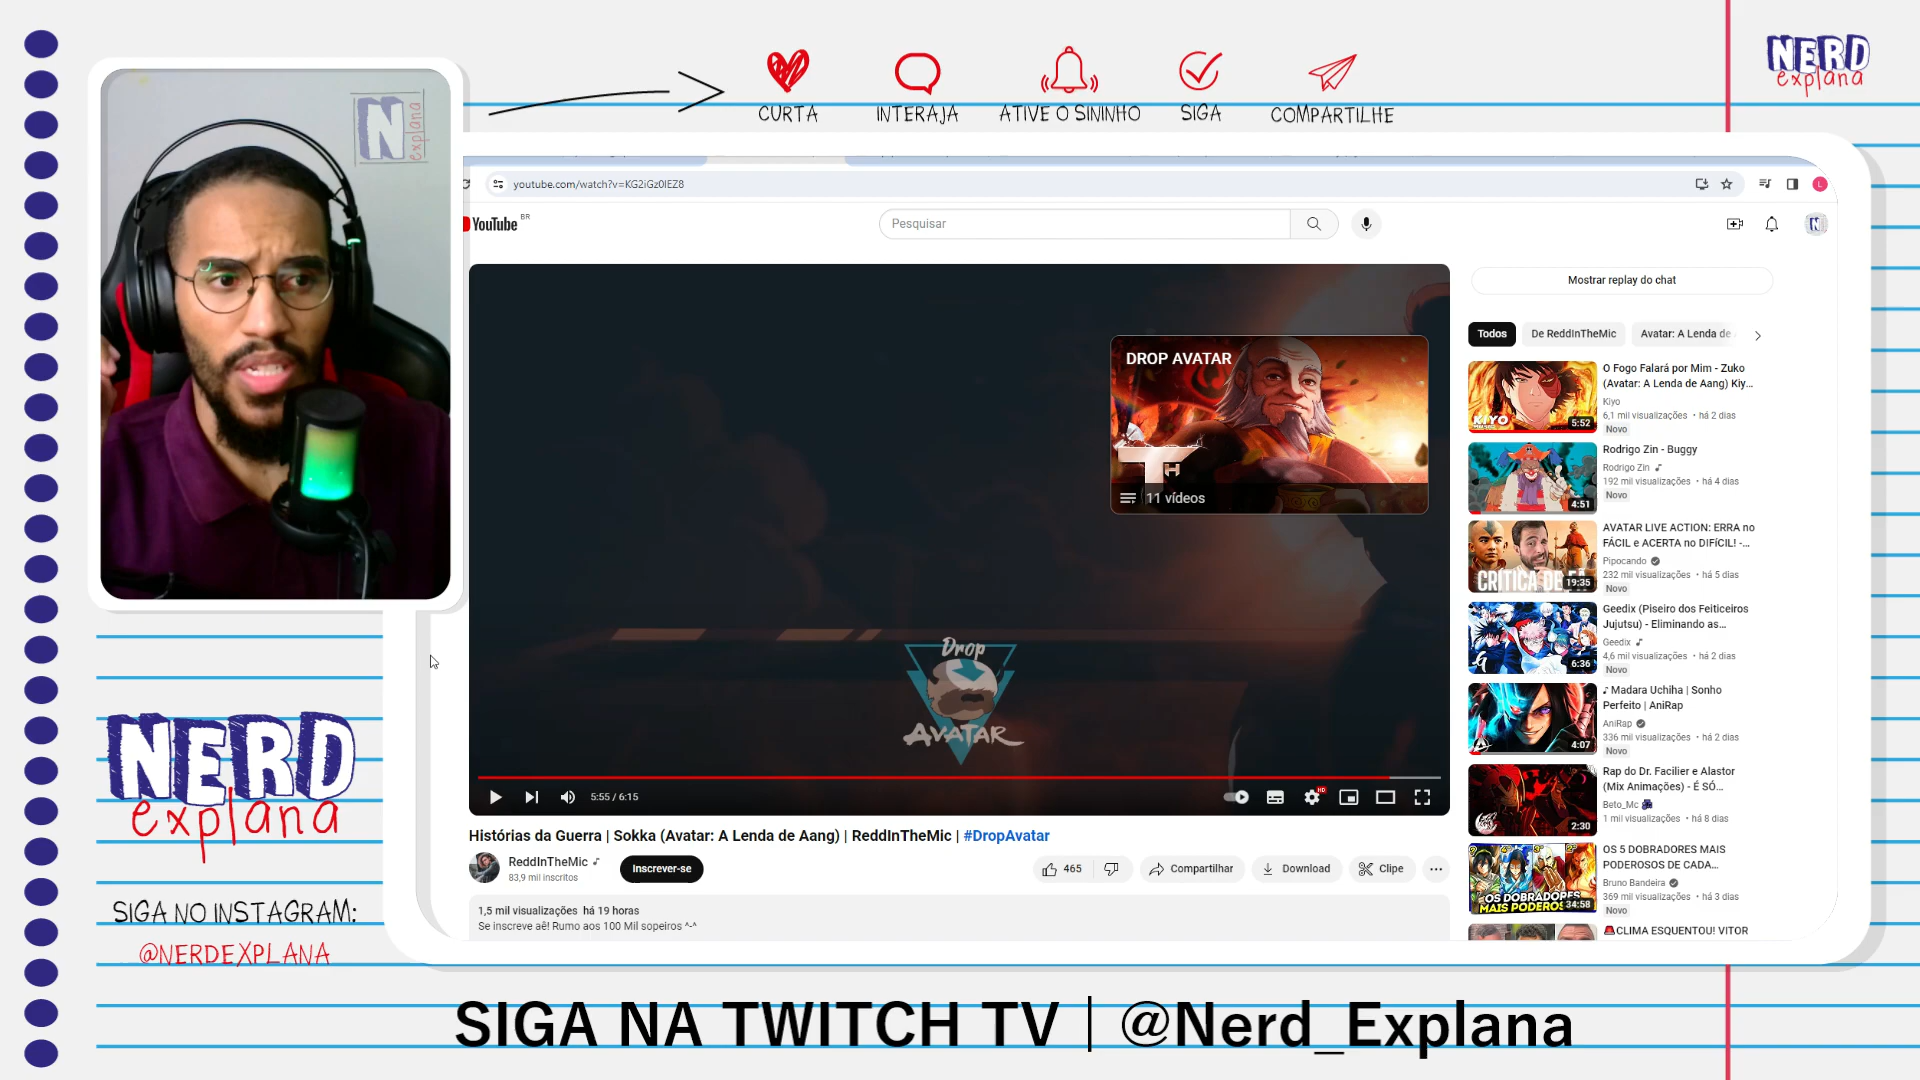 CURTA
INTERAJA
ATIVE O SININHO
SIGA
COMPARTILHE
NERD
explana
N
explana
youtube.com/watch?v=KG2iGz0IEZ8
L
YouTube BR
Pesquisar
N
DROP AVATAR
TH
11 vídeos
Drop
AVATAR
5:55 / 6:15
HD
Histórias da Guerra | Sokka (Avatar: A Lenda de Aang) | ReddInTheMic | #DropAvatar
ReddInTheMic
83,9 mil inscritos
Inscrever-se
465
Compartilhar
Download
Clipe
1,5 mil visualizações há 19 horas
Se inscreve aê! Rumo aos 100 Mil sopeiros ^-^
Mostrar replay do chat
Todos
De ReddInTheMic
Avatar: A Lenda de
KIYO
5:52
O Fogo Falará por Mim - Zuko
(Avatar: A Lenda de Aang) Kiy...
Kiyo
6,1 mil visualizações • há 2 dias
Novo
4:51
Rodrigo Zin - Buggy
Rodrigo Zin
192 mil visualizações • há 4 dias
Novo
CRÍTICA DE FÃ
19:35
AVATAR LIVE ACTION: ERRA no
FÁCIL e ACERTA no DIFÍCIL! -...
Pipocando
232 mil visualizações • há 5 dias
Novo
6:36
Geedix (Piseiro dos Feiticeiros
Jujutsu) - Eliminando as...
Geedix
4,6 mil visualizações • há 2 dias
Novo
4:07
♪ Madara Uchiha | Sonho
Perfeito | AniRap
AniRap
336 mil visualizações • há 2 dias
Novo
2:30
Rap do Dr. Facilier e Alastor
(Mix Animações) - É SÓ...
Beto_Mc
1 mil visualizações • há 8 dias
OS DOBRADORES
MAIS PODEROSOS
34:58
OS 5 DOBRADORES MAIS
PODEROSOS DE CADA...
Bruno Bandeira
369 mil visualizações • há 3 dias
Novo
🚨CLIMA ESQUENTOU! VITOR
NERD
explana
SIGA NO INSTAGRAM:
@NERDEXPLANA
SIGA NA TWITCH TV | @Nerd_Explana